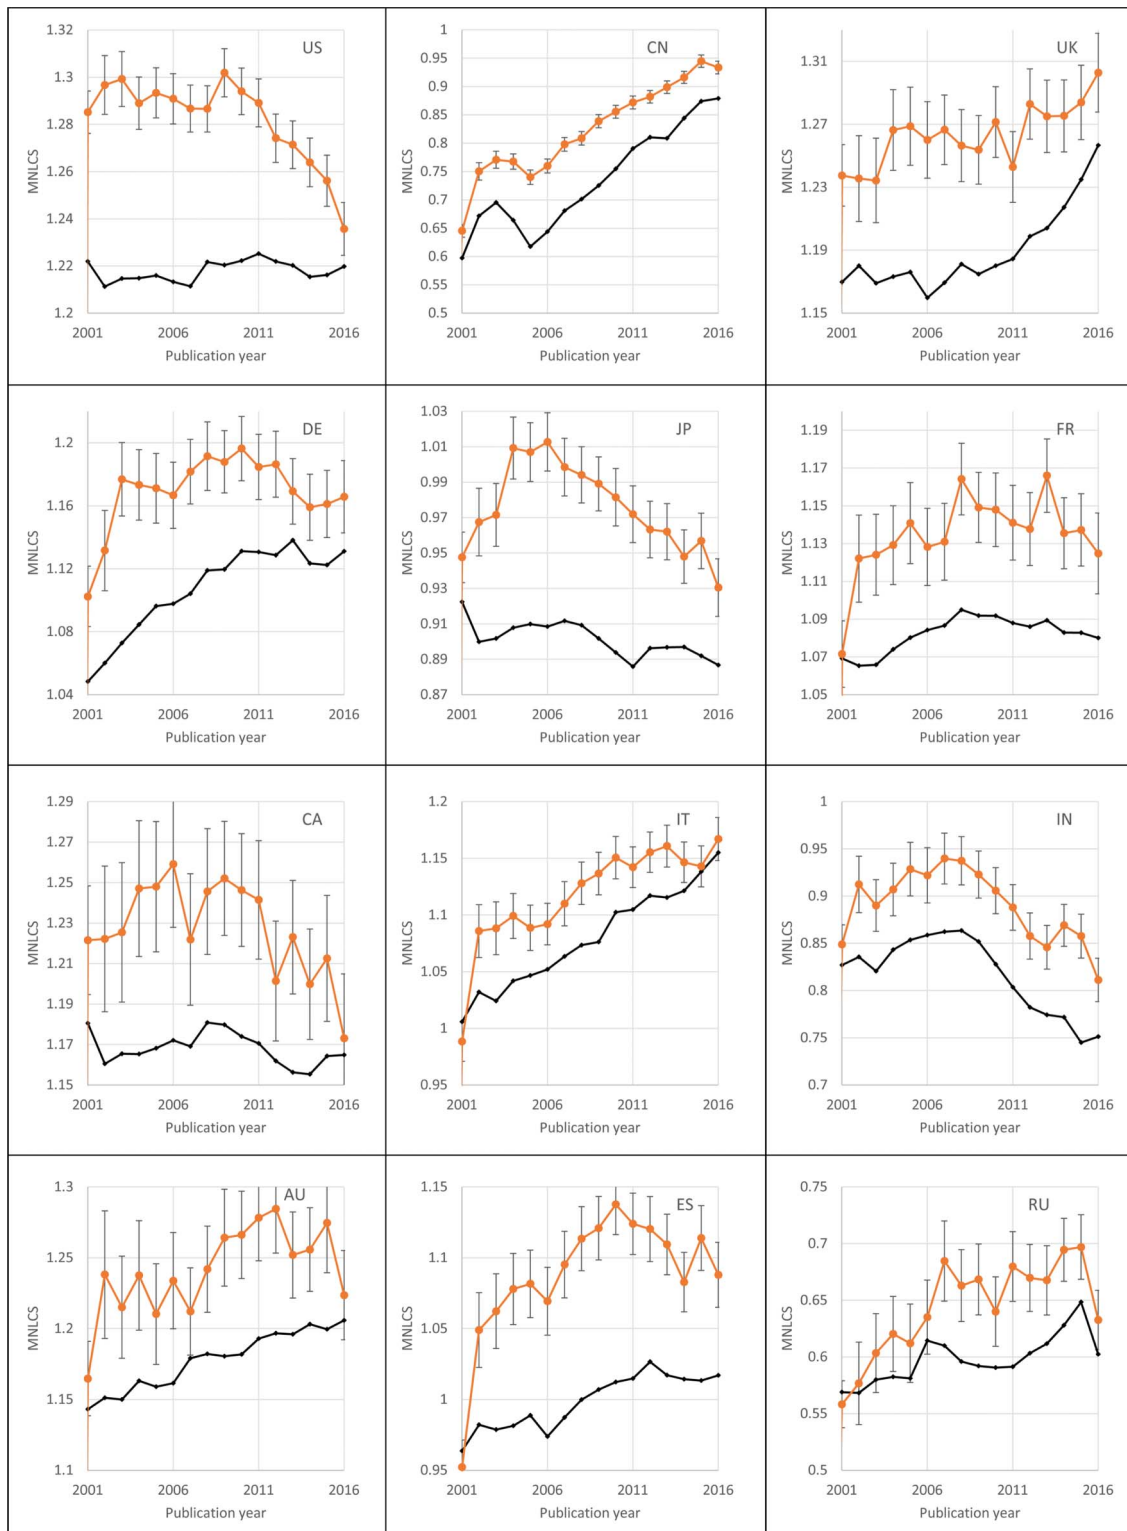 US
MNLCS
1.32
1.3
1.28
1.26
1.24
1.22
1.2
2001 2006 2011 2016
Publication year
CN
MNLCS
1
0.95
0.9
0.85
0.8
0.75
0.7
0.65
0.6
0.55
0.5
2001 2006 2011 2016
Publication year
UK
MNLCS
1.31
1.27
1.23
1.19
1.15
2001 2006 2011 2016
Publication year
DE
MNLCS
1.2
1.16
1.12
1.08
1.04
2001 2006 2011 2016
Publication year
JP
MNLCS
1.03
1.01
0.99
0.97
0.95
0.93
0.91
0.89
0.87
2001 2006 2011 2016
Publication year
FR
MNLCS
1.19
1.17
1.15
1.13
1.11
1.09
1.07
1.05
2001 2006 2011 2016
Publication year
CA
MNLCS
1.29
1.27
1.25
1.23
1.21
1.19
1.17
1.15
2001 2006 2011 2016
Publication year
IT
MNLCS
1.2
1.15
1.1
1.05
1
0.95
2001 2006 2011 2016
Publication year
IN
MNLCS
1
0.95
0.9
0.85
0.8
0.75
0.7
2001 2006 2011 2016
Publication year
AU
MNLCS
1.3
1.25
1.2
1.15
1.1
2001 2006 2011 2016
Publication year
ES
MNLCS
1.15
1.1
1.05
1
0.95
2001 2006 2011 2016
Publication year
RU
MNLCS
0.75
0.7
0.65
0.6
0.55
0.5
2001 2006 2011 2016
Publication year